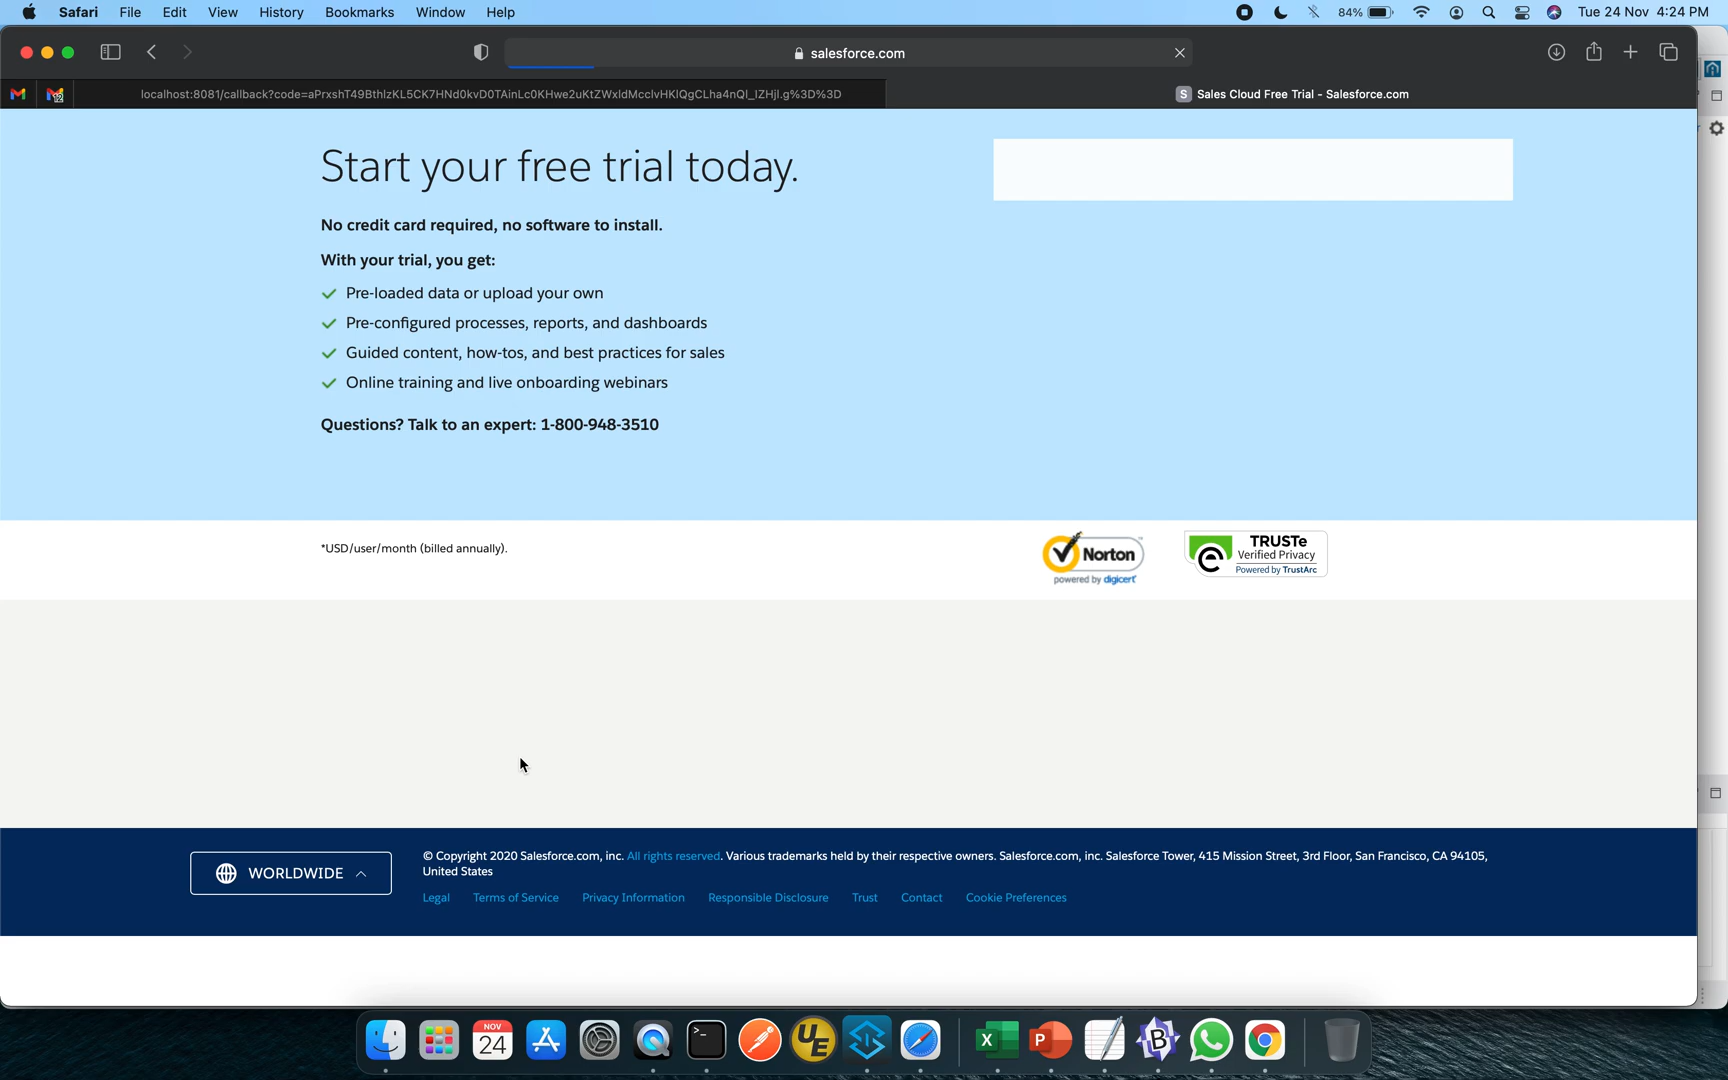 Safari File Edit View History Bookmarks Window Help 84% Tue 24 Nov 4:24 PM
salesforce.com
12 S Sales Cloud Free Trial - Salesforce.com
Start your free trial today.
No credit card required, no software to install.
With your trial, you get:
Pre-loaded data or upload your own
Pre-configured processes, reports, and dashboards
Guided content, how-tos, and best practices for sales
Online training and live onboarding webinars
Questions? Talk to an expert: 1-800-948-3510
*USD/user/month (billed annually).
Norton
powered by digicert
TRUSTe
Verified Privacy
Powered by TrustArc
WORLDWIDE
© Copyright 2020 Salesforce.com, inc. All rights reserved. Various trademarks held by their respective owners. Salesforce.com, inc. Salesforce Tower, 415 Mission Street, 3rd Floor, San Francisco, CA 94105,
United States
Legal Terms of Service Privacy Information Responsible Disclosure Trust Contact Cookie Preferences
NOV
24
UE
X
P
B